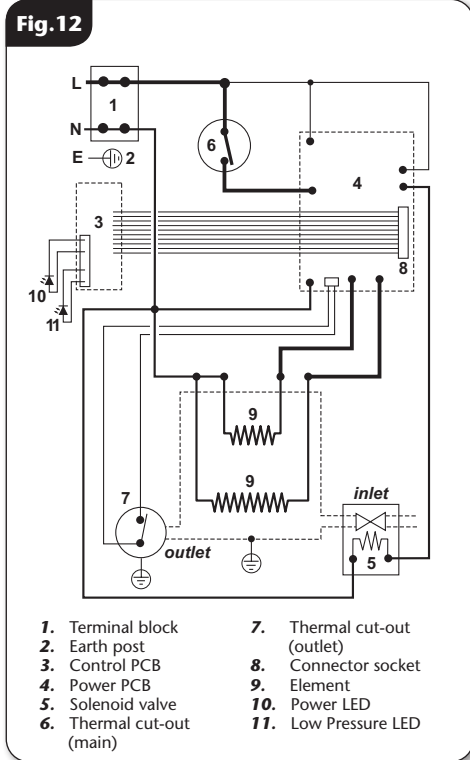 Fig.12
L
1
N
E
2
6
4
3
8
10
11
9
9
7
inlet
outlet
5
1. Terminal block
2. Earth post
3. Control PCB
4. Power PCB
5. Solenoid valve
6. Thermal cut-out
(main)
7. Thermal cut-out
(outlet)
8. Connector socket
9. Element
10. Power LED
11. Low Pressure LED